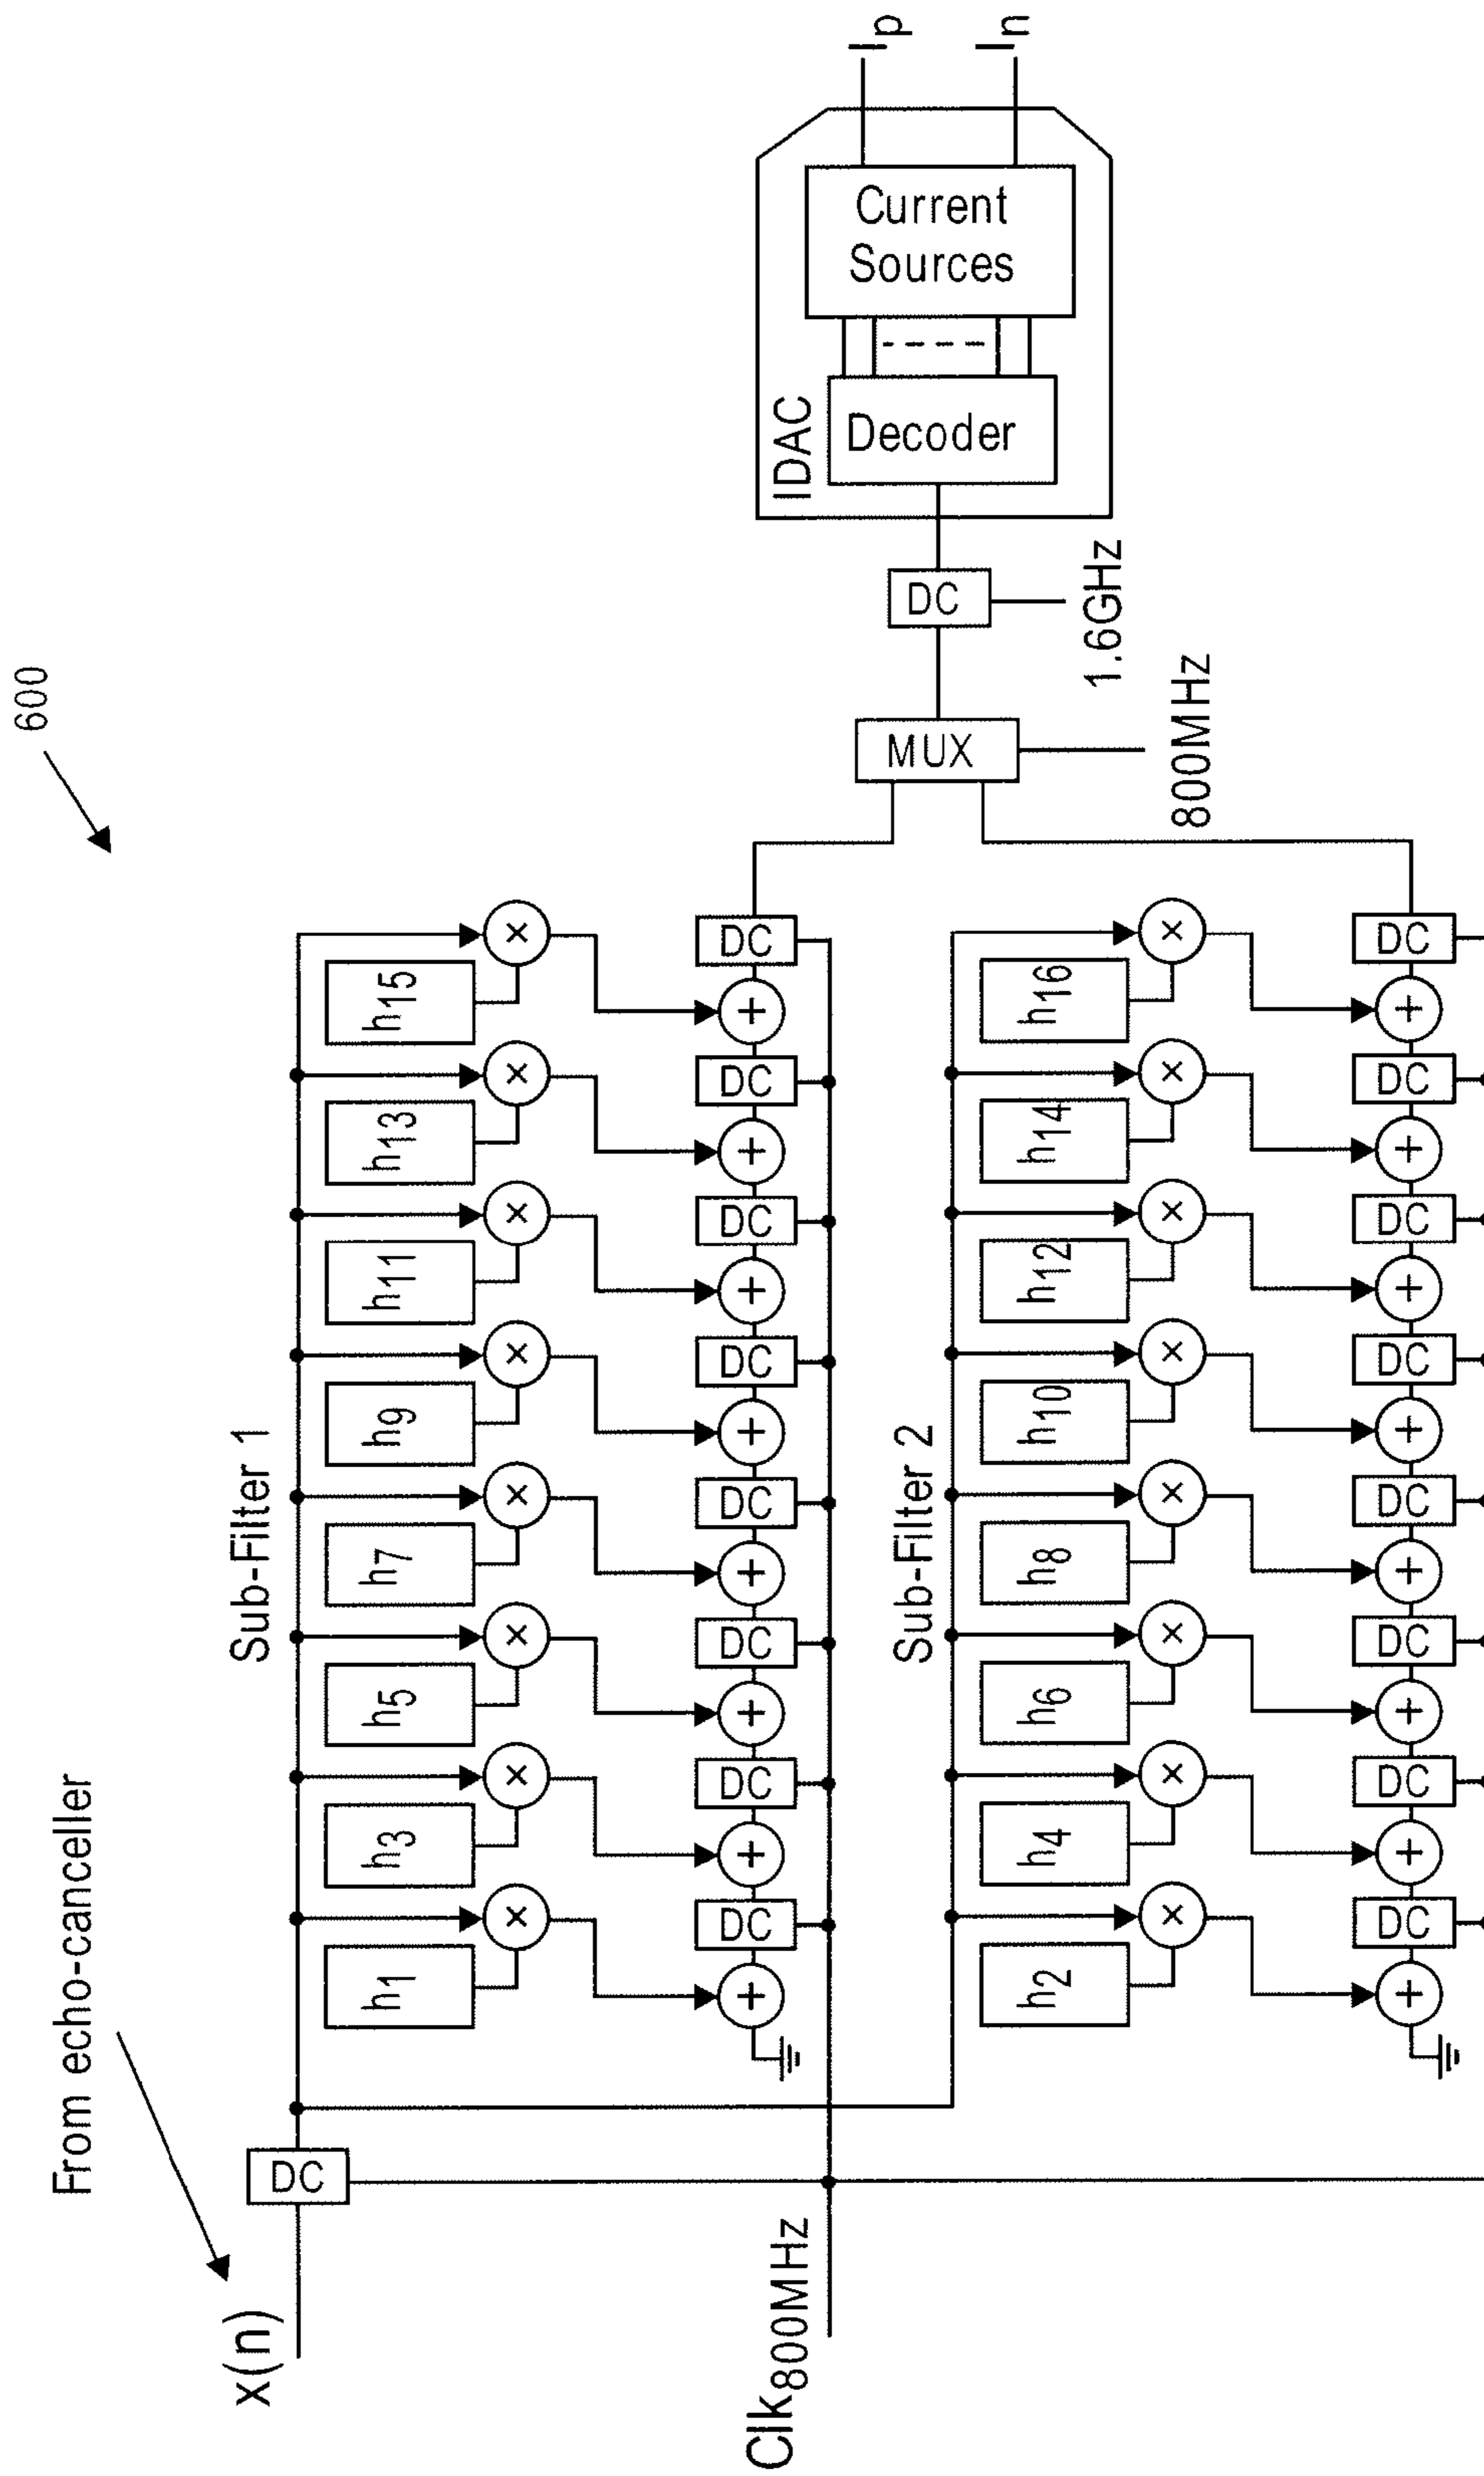 600
From echo-canceller
x(n)
DC
Sub-Filter 1
h1
h3
h5
h7
h9
h11
h13
h15
×
×
×
×
×
×
×
×
+
DC
+
DC
+
DC
+
DC
+
DC
+
DC
+
DC
+
DC
Clk800MHz
Sub-Filter 2
h2
h4
h6
h8
h10
h12
h14
h16
×
×
×
×
×
×
×
×
+
DC
+
DC
+
DC
+
DC
+
DC
+
DC
+
DC
+
DC
MUX
800MHz
DC
1.6GHz
IDAC
Decoder
Current
Sources
Ip
In